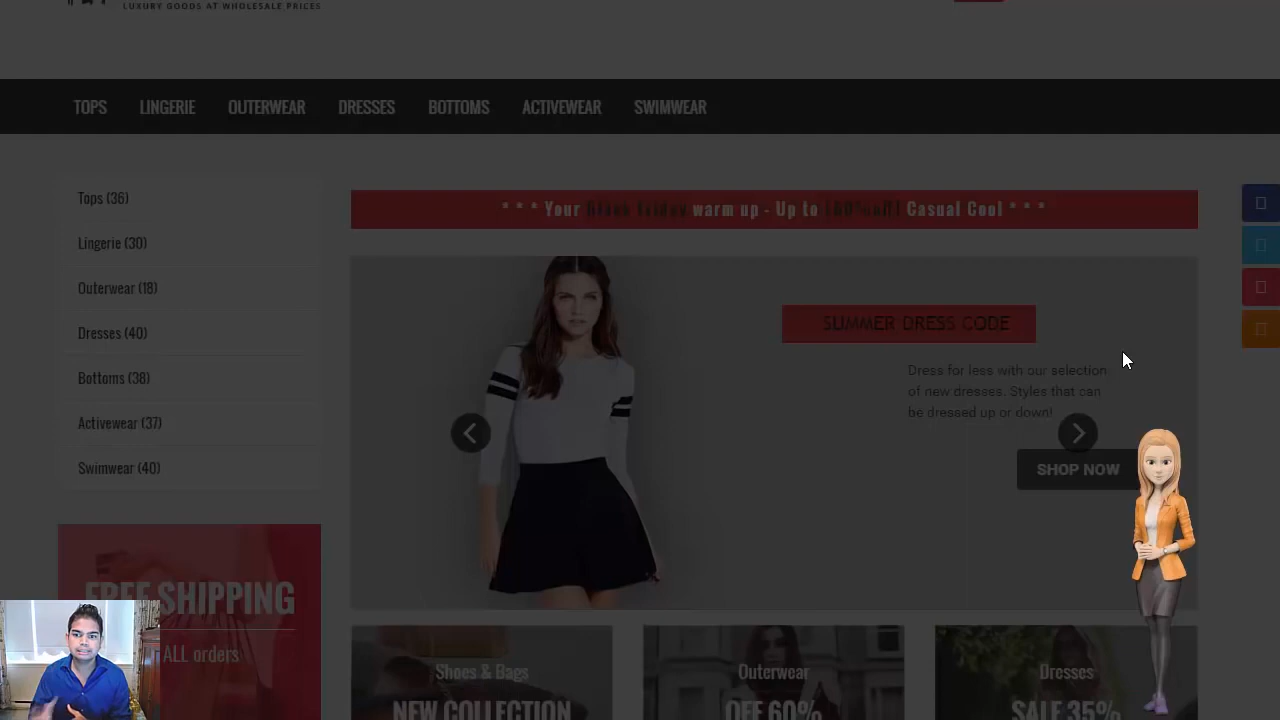 LUXURY GOODS AT WHOLESALE PRICES
TOPS LINGERIE OUTERWEAR DRESSES BOTTOMS ACTIVEWEAR SWIMWEAR
Tops (36)
Lingerie (30)
Outerwear (18)
Dresses (40)
Bottoms (38)
Activewear (37)
Swimwear (40)
FREE SHIPPING
ALL orders
* * * Your Black Friday warm up - Up to Casual Cool * * *
SUMMER DRESS CODE
Dress for less with our selection
of new dresses. Styles that can
be dressed up or down!
SHOP NOW
Shoes & Bags
NEW COLLECTION
Outerwear
OFF 60%
Dresses
SALE 35%